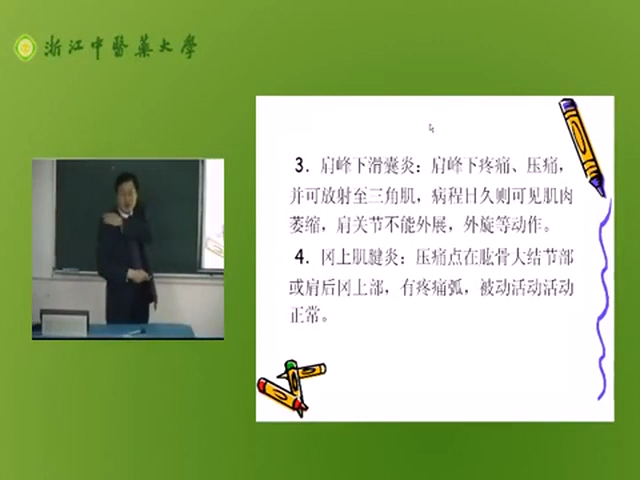 浙江中医药大学
3．肩峰下滑囊炎：肩峰下疼痛、压痛，
并可放射至三角肌，病程日久则可见肌肉
萎缩，肩关节不能外展，外旋等动作。
4．冈上肌腱炎：压痛点在肱骨大结节部
或肩后冈上部，有疼痛弧，被动活动活动
正常。